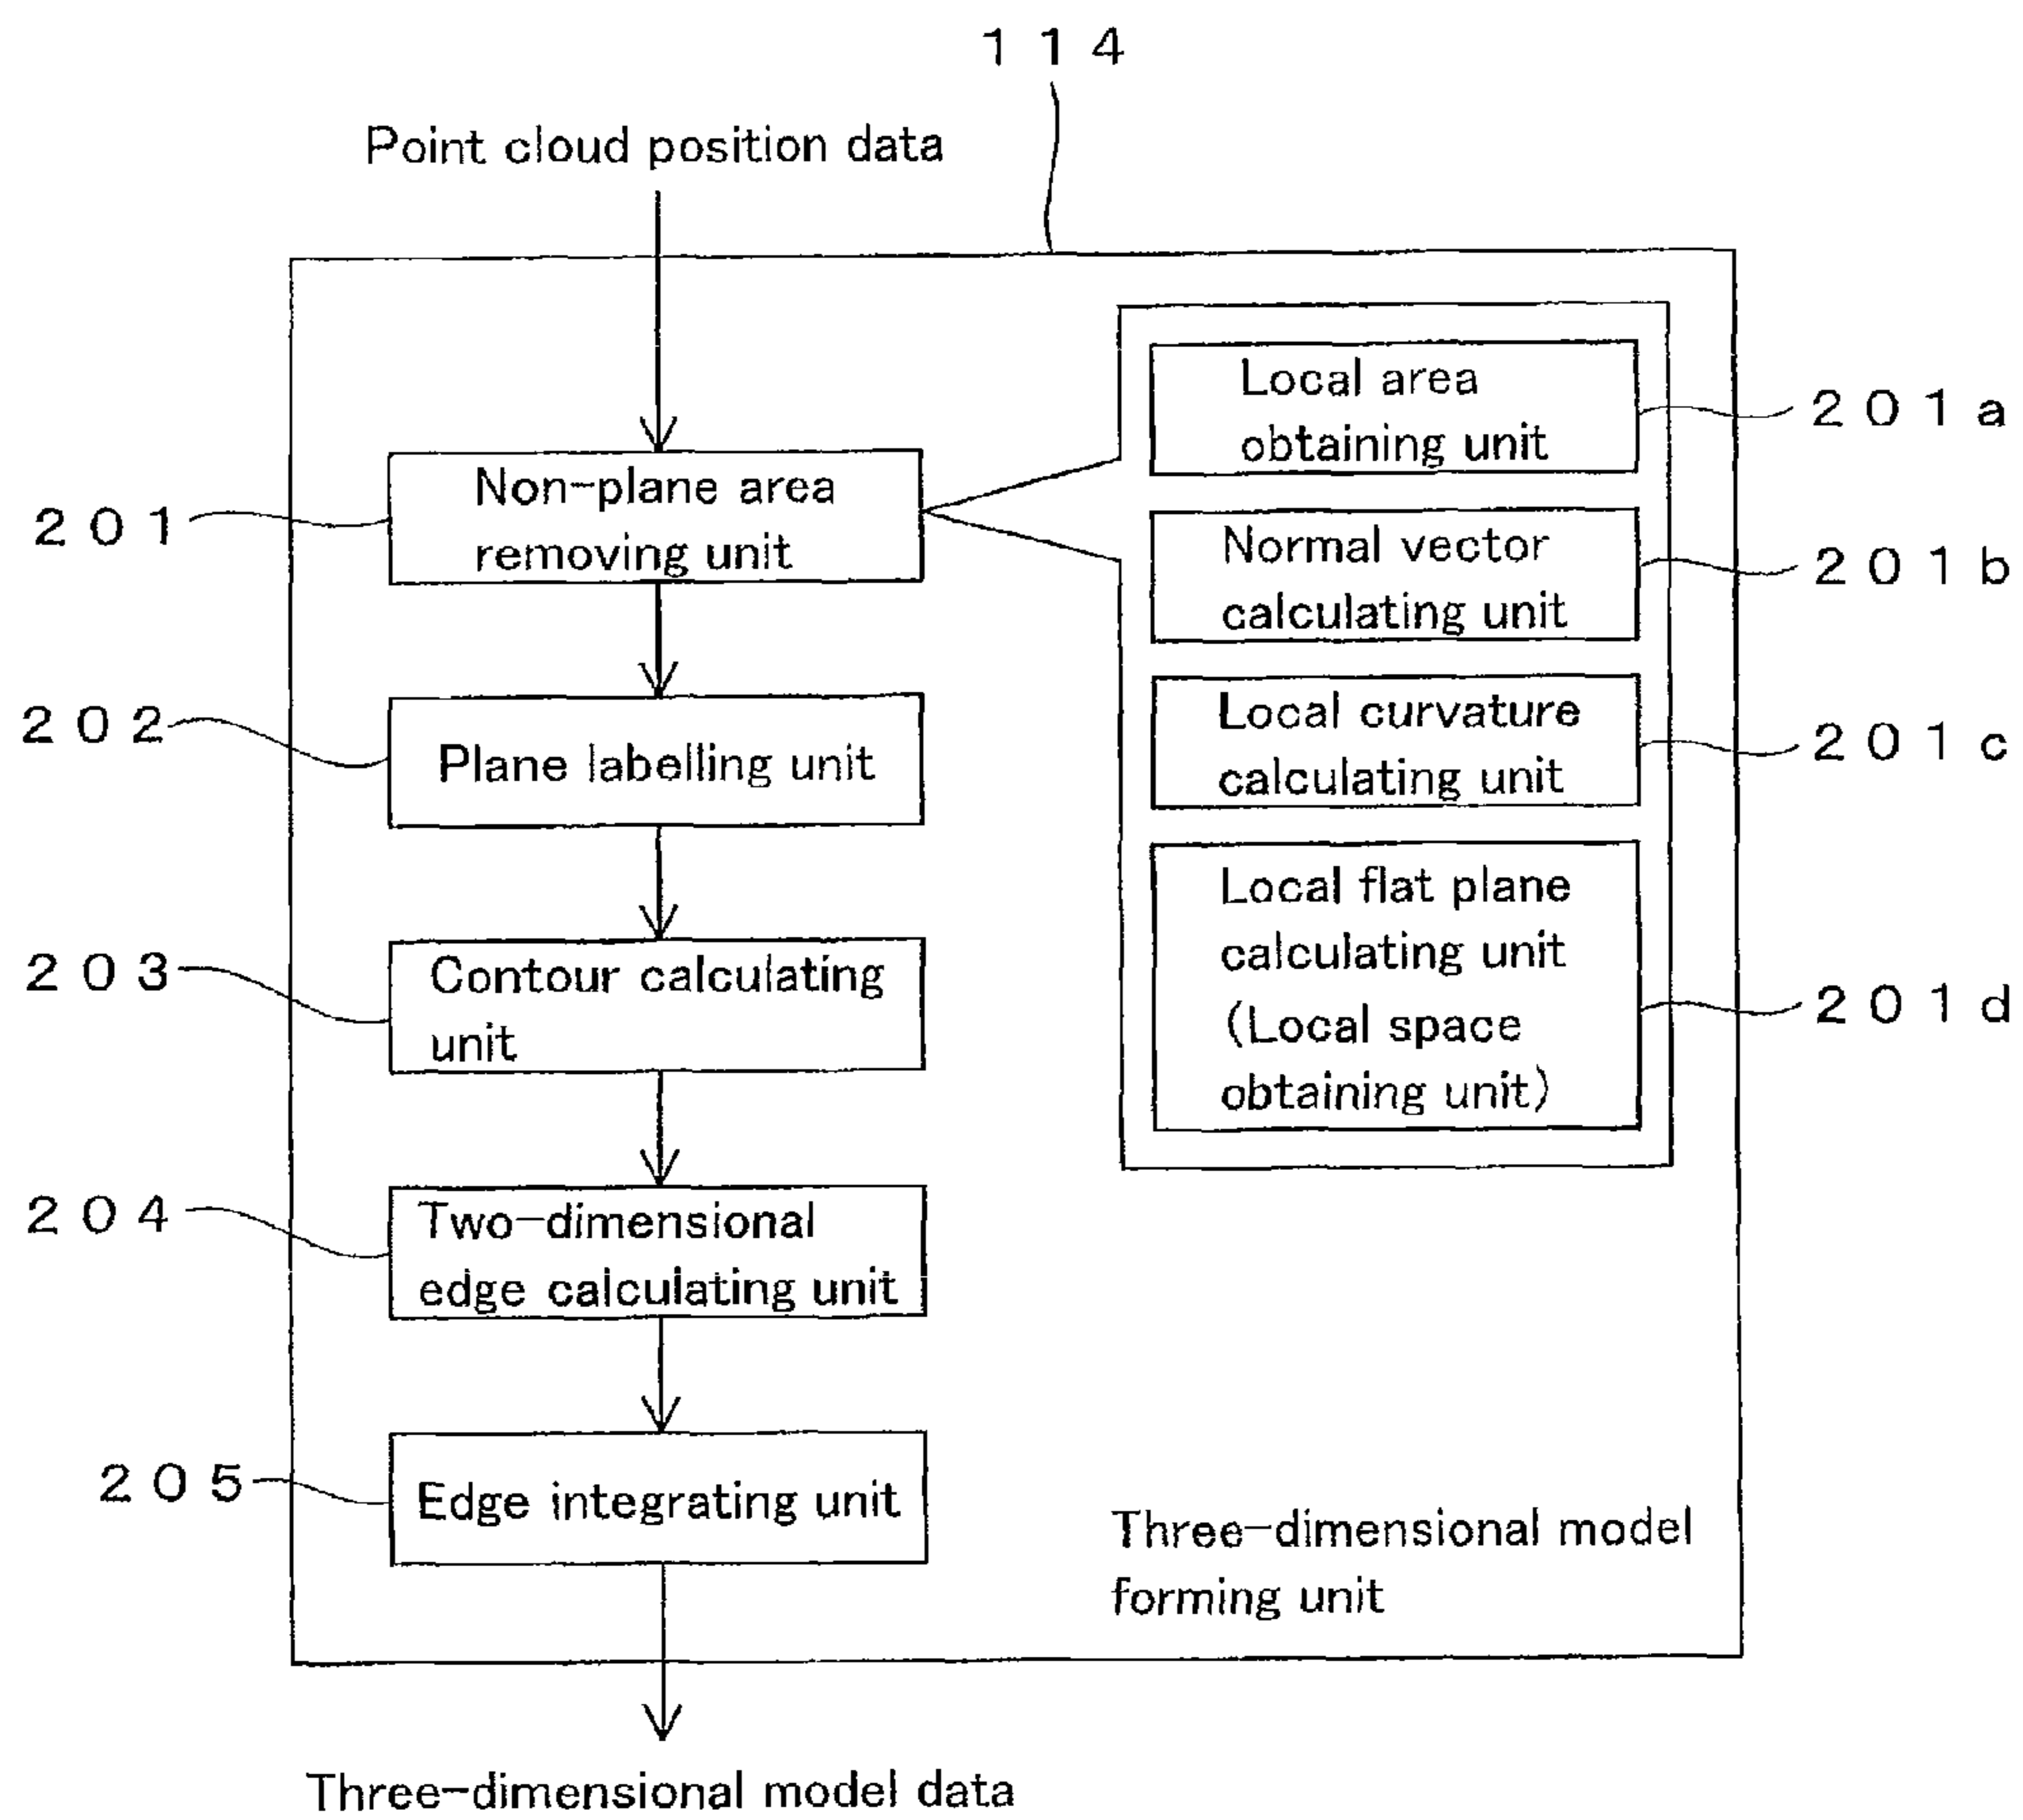 114
Point cloud position data
Local area
obtaining unit
201a
Non-plane area
removing unit
201
Normal vector
calculating unit
201b
Local curvature
calculating unit
201c
202
Plane labelling unit
Local flat plane
calculating unit
(Local space
obtaining unit)
201d
203
Contour calculating
unit
204
Two-dimensional
edge calculating unit
205
Edge integrating unit
Three-dimensional model
forming unit
Three-dimensional model data